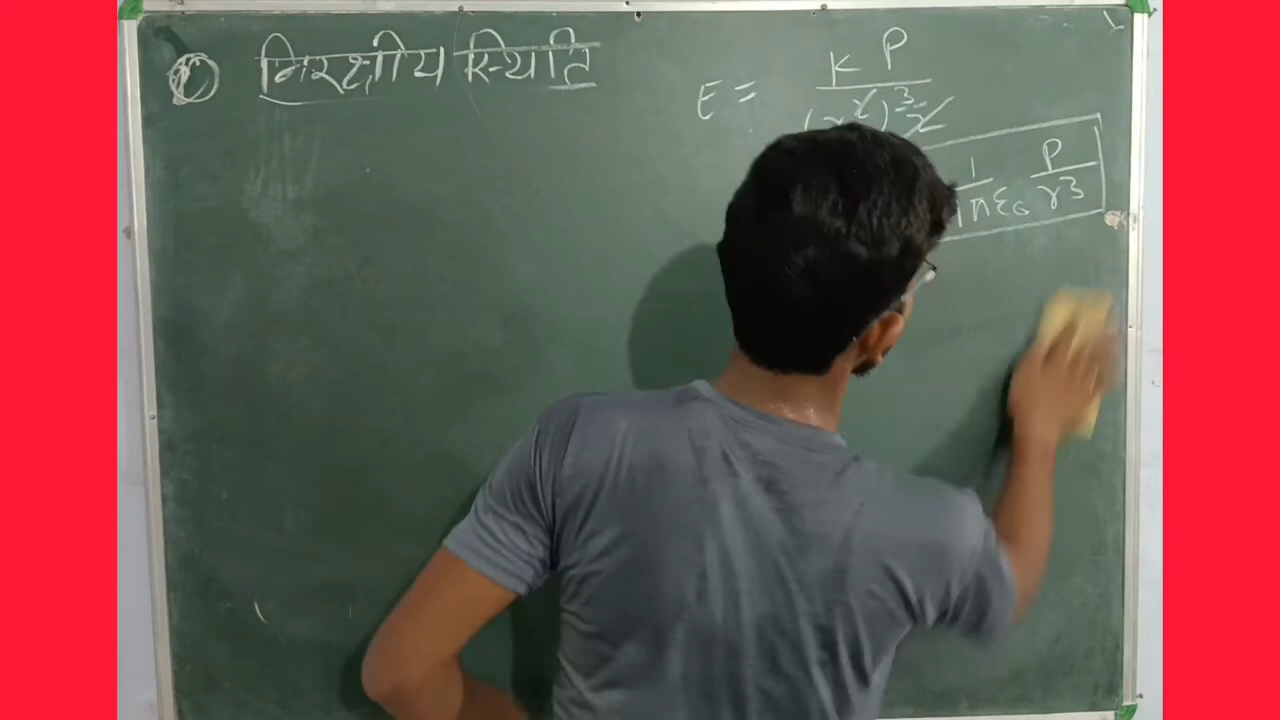 ① निरक्षीय स्थिति
E = K P / (r²)^3/2
1/4πε₀ P/r³